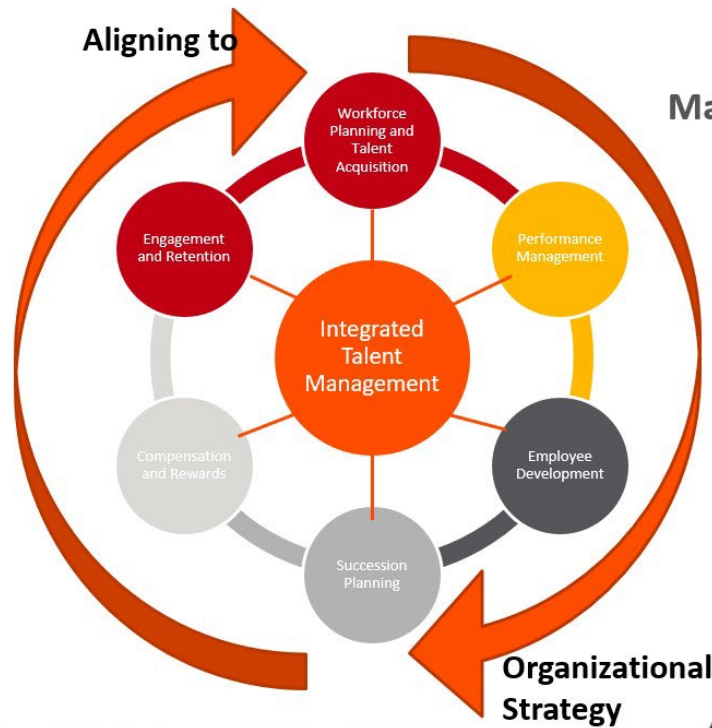 Aligning to
Ma
Workforce
Planning and
Talent
Acquisition
Engagement
and Retention
Performance
Management
Integrated
Talent
Management
Compensation
and Rewards
Employee
Development
Succession
Planning
Organizational
Strategy